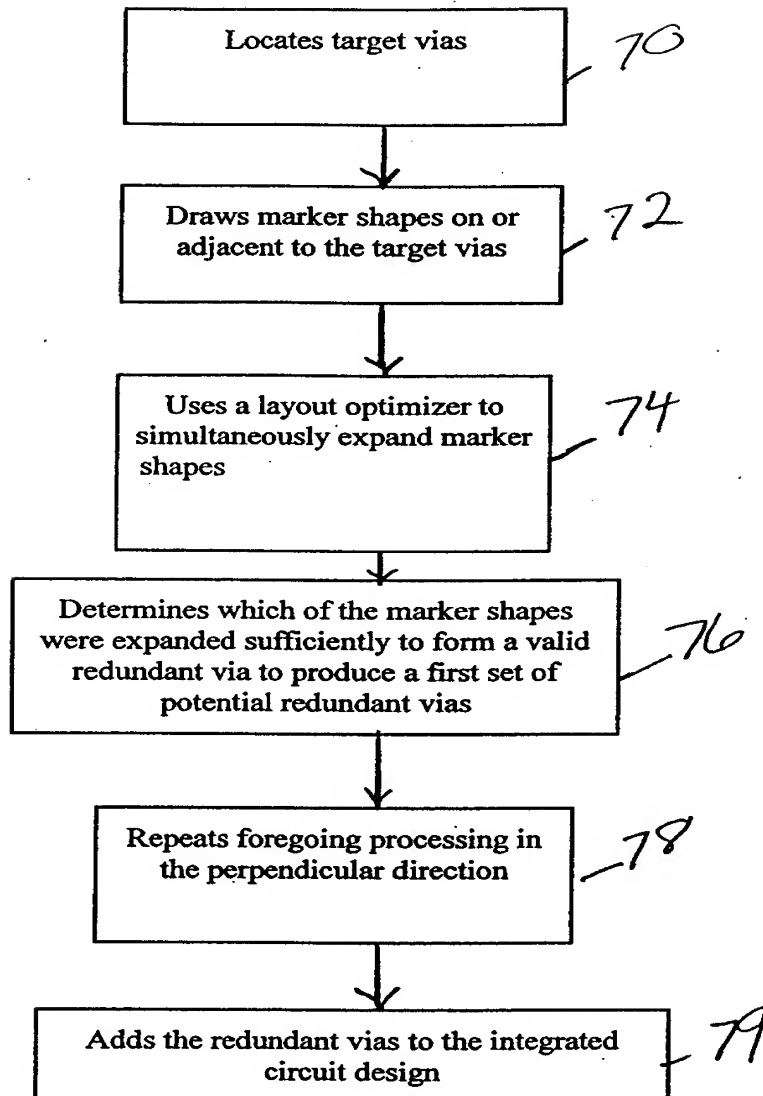 Locates target vias
70
Draws marker shapes on or
adjacent to the target vias
72
Uses a layout optimizer to
simultaneously expand marker
shapes
74
Determines which of the marker shapes
were expanded sufficiently to form a valid
redundant via to produce a first set of
potential redundant vias
76
Repeats foregoing processing in
the perpendicular direction
78
Adds the redundant vias to the integrated
circuit design
79